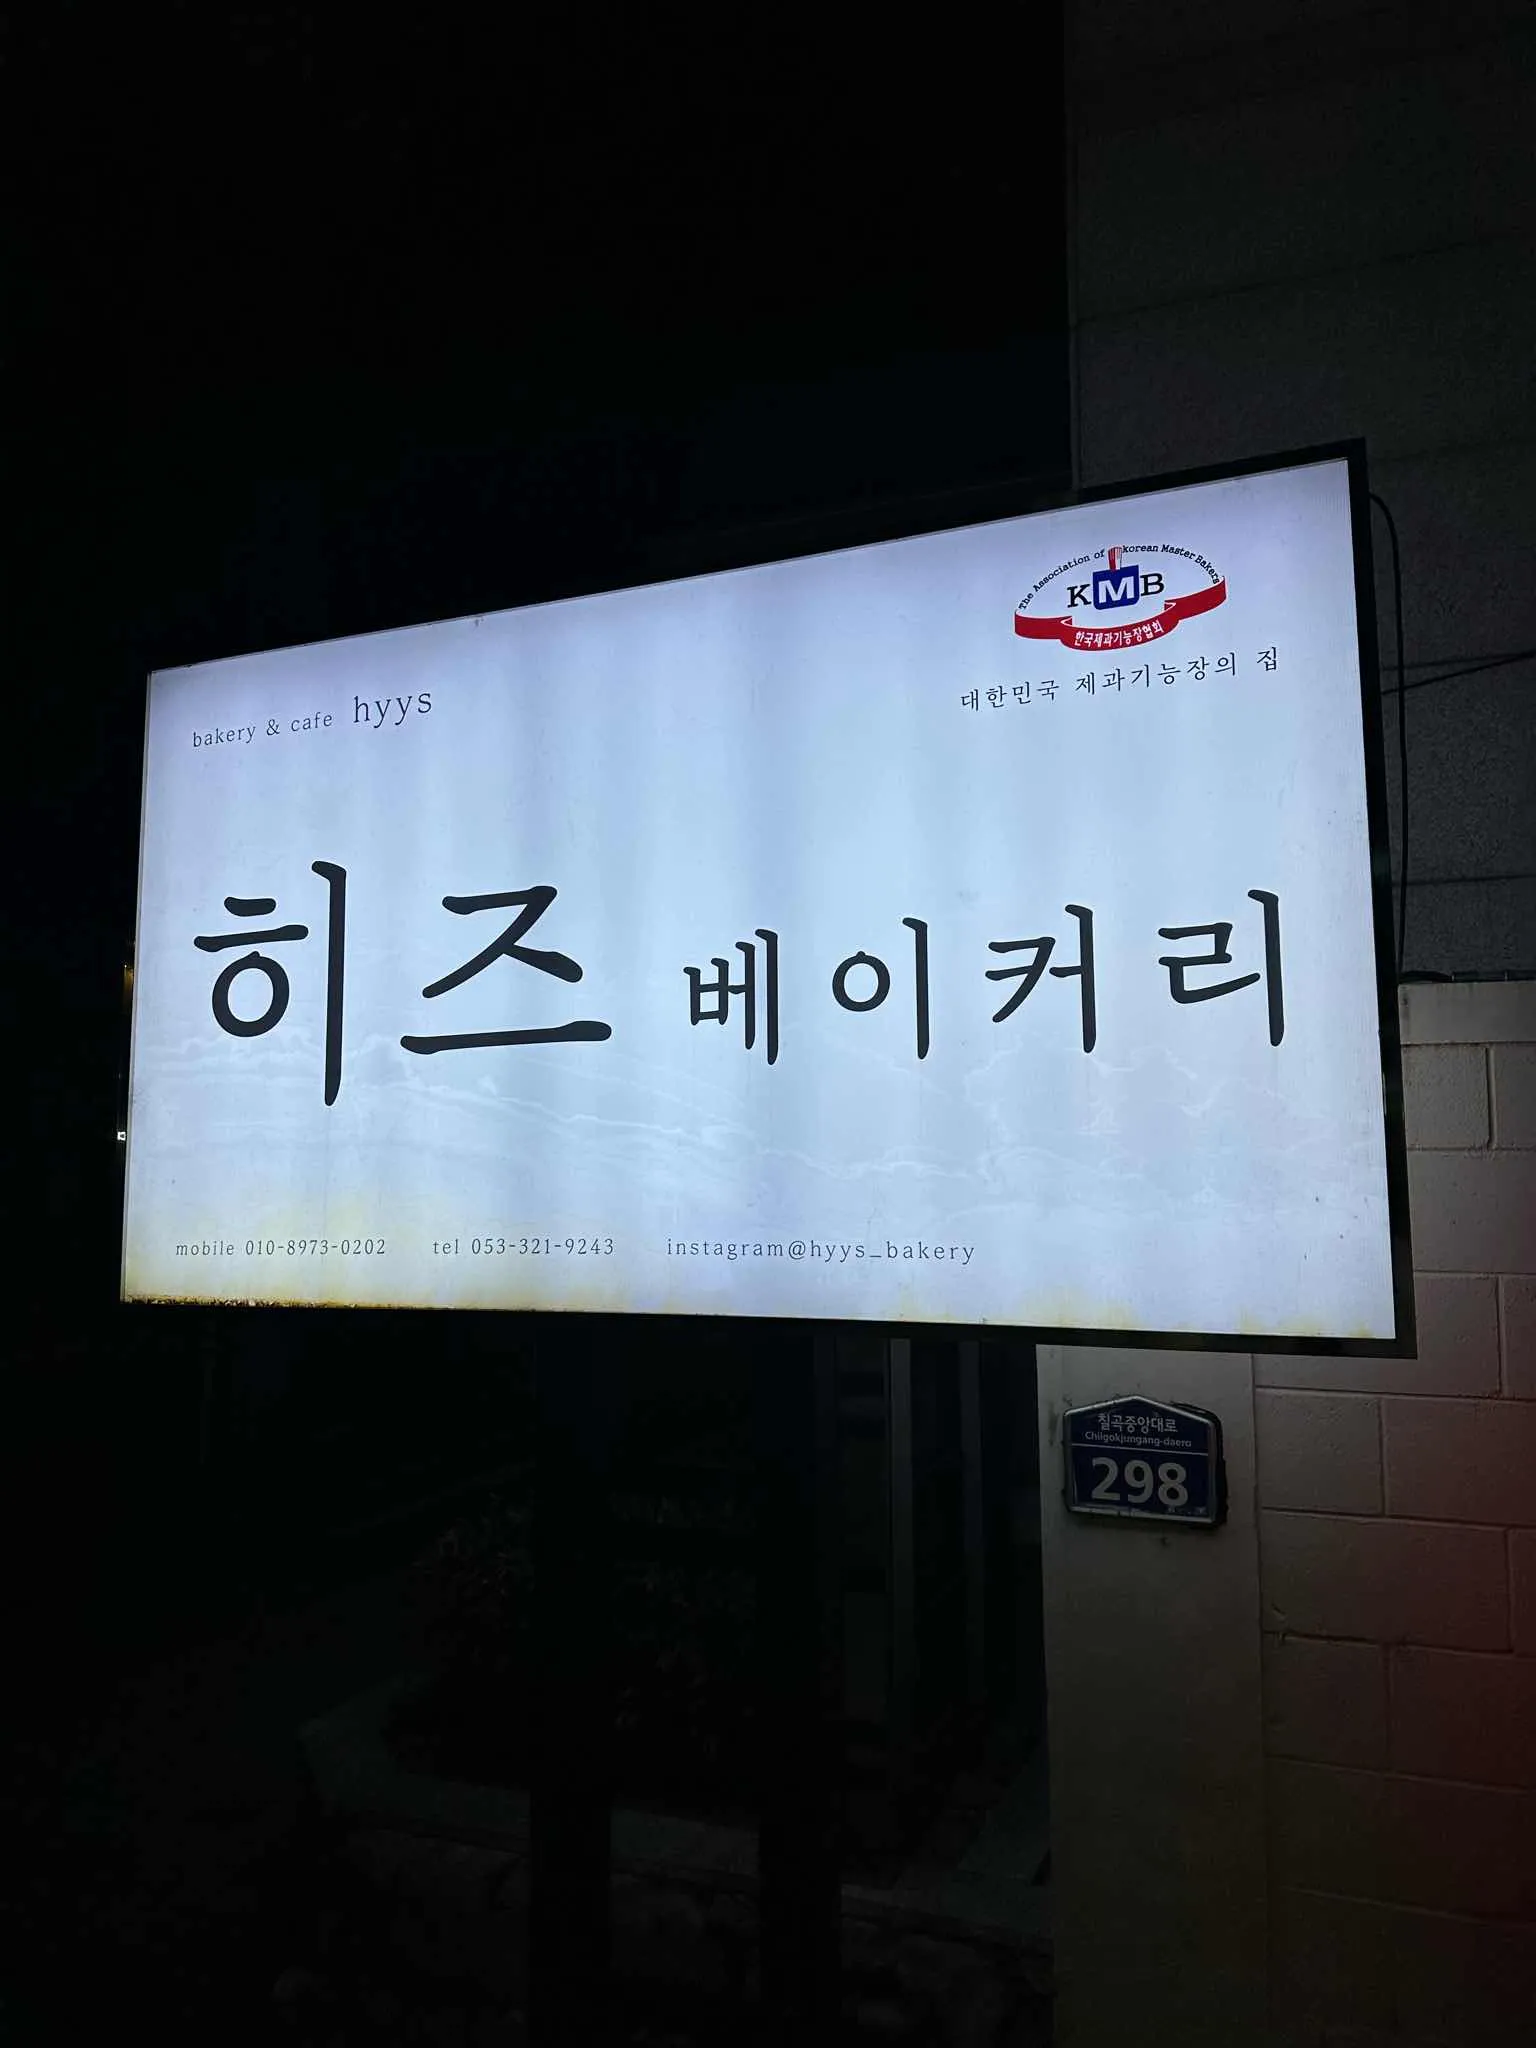 The Association of Korean Master Bakers
KMB
한국제과기능장협회
대한민국 제과기능장의 집
bakery & cafe hyys
히즈 베이커리
mobile 010-8973-0202 tel 053-321-9243 instagram@hyys_bakery
칠곡중앙대로
Chilgokjungang-daero
298